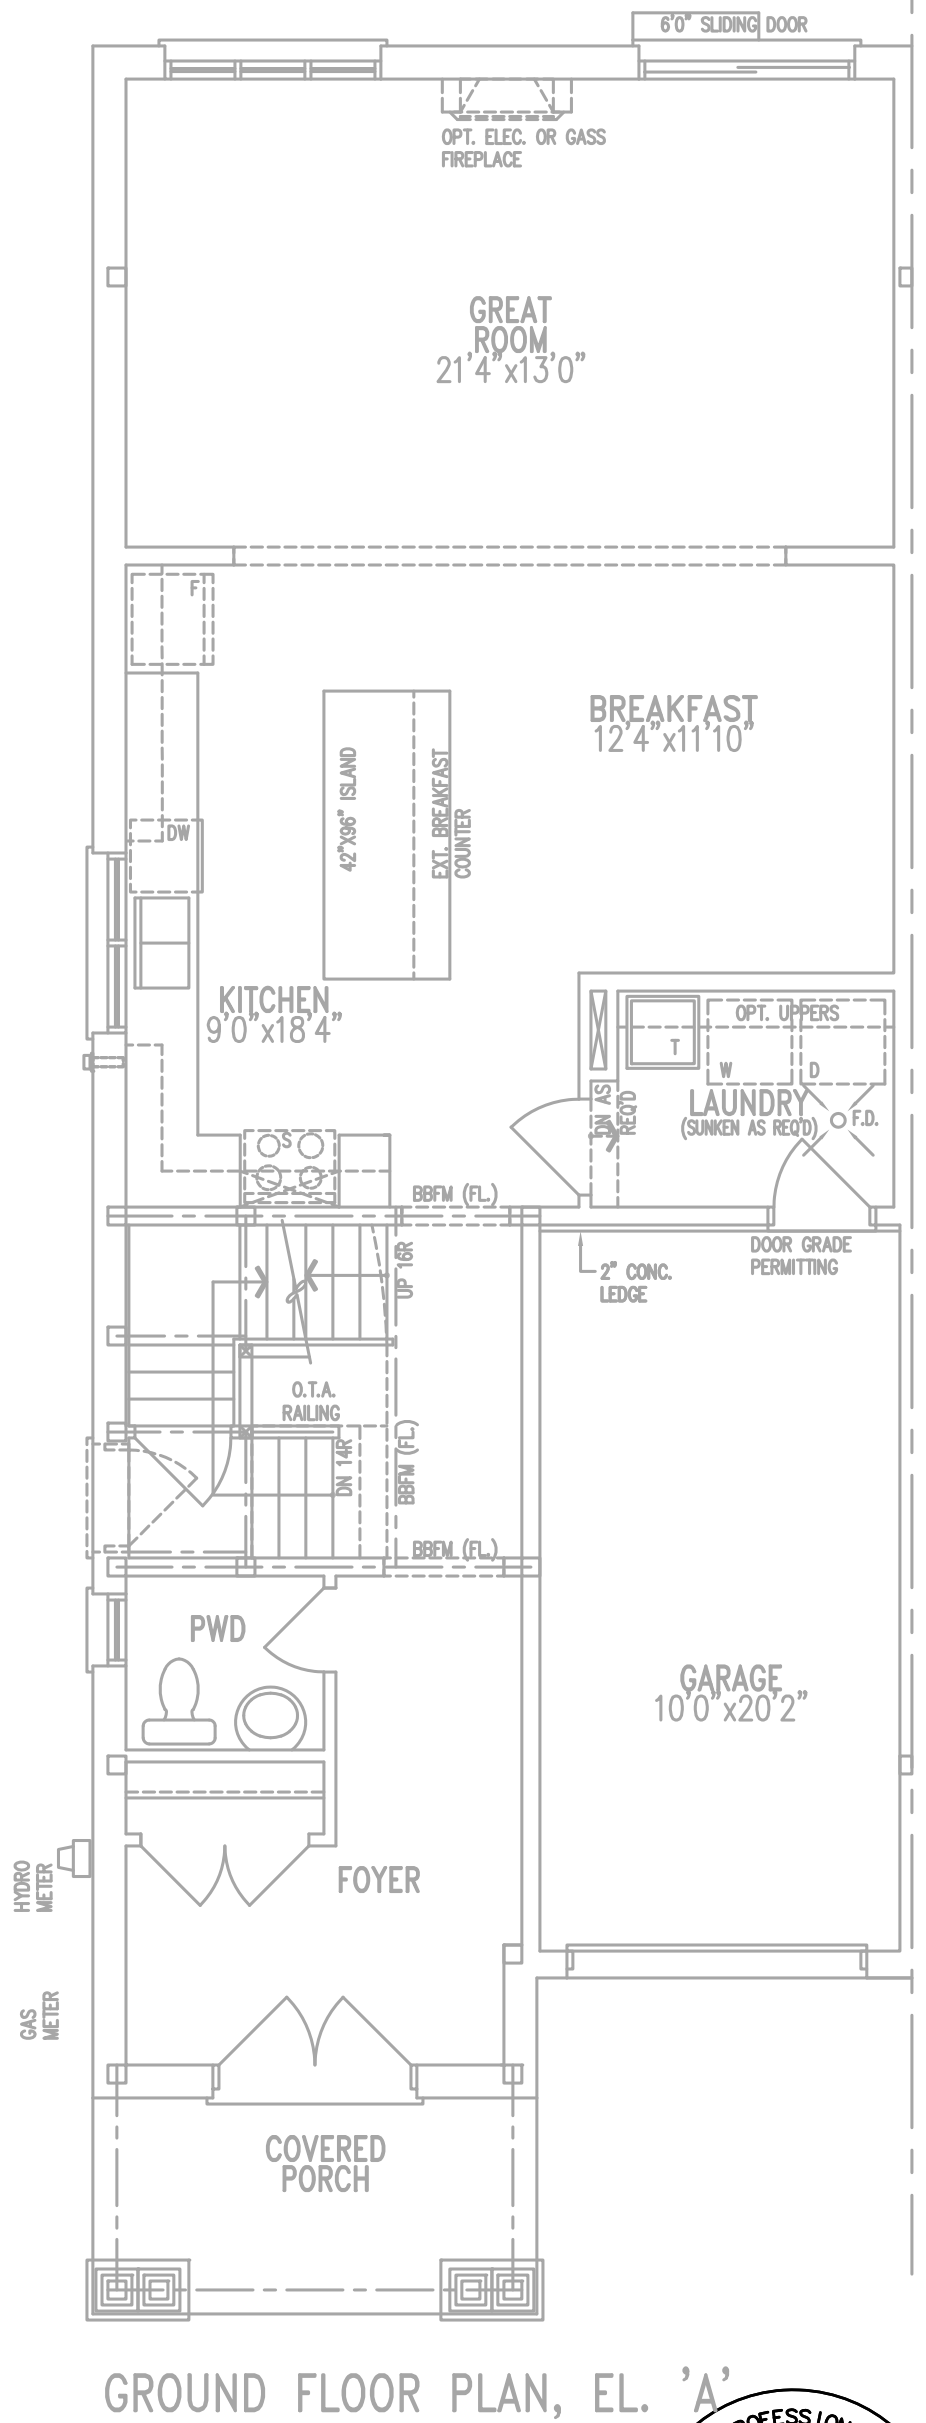 6'0" SLIDING DOOR
OPT. ELEC. OR GASS
FIREPLACE
GREAT
ROOM
21'4"x13'0"
F
BREAKFAST
12'4"x11'10"
42"X96" ISLAND
EXT. BREAKFAST
COUNTER
DW
KITCHEN
9'0"x18'4"
OPT. UPPERS
T
W
D
LAUNDRY
(SUNKEN AS REQ'D)
F.D.
DN AS
REQ'D
S
BBFM (FL.)
UP 16R
DOOR GRADE
PERMITTING
2" CONC.
LEDGE
O.T.A.
RAILING
DN 14R
BBFM (FL.)
BBFM (FL.)
PWD
GARAGE
10'0"x20'2"
HYDRO
METER
FOYER
GAS
METER
COVERED
PORCH
GROUND FLOOR PLAN, EL. 'A'